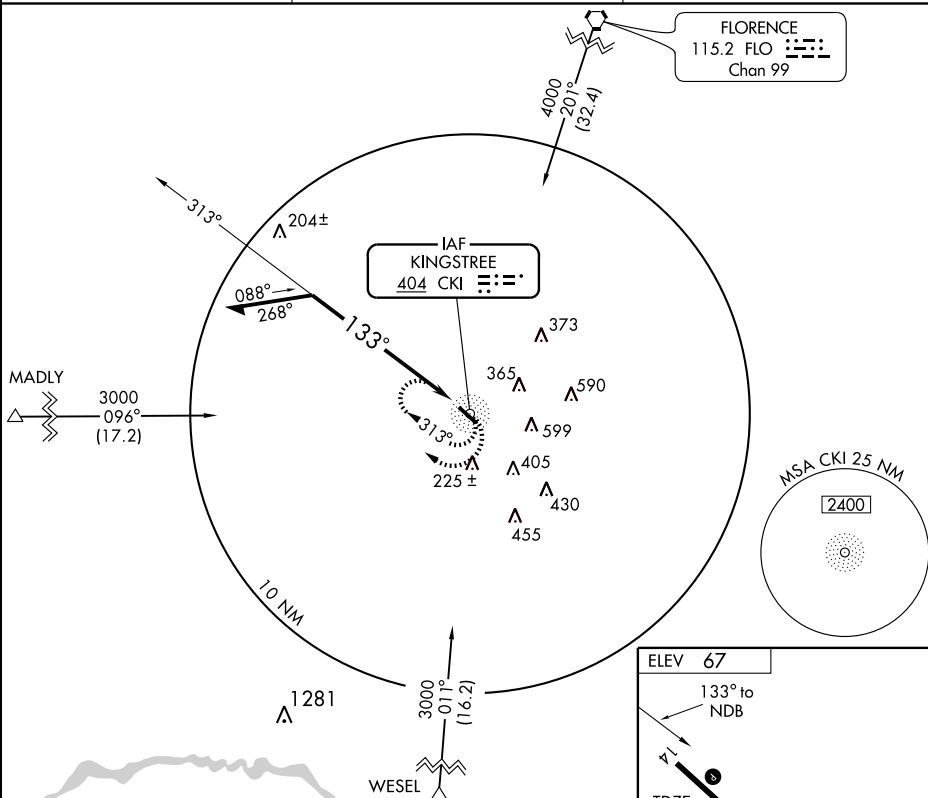 FLORENCE
115.2 FLO
Chan 99
4000
201°
(32.4)
313°
204±
IAF
KINGSTREE
404 CKI
088°
268°
133°
373
365
590
MADLY
3000
096°
(17.2)
599
313°
405
225 ±
430
455
MSA CKI 25 NM
2400
10 NM
ELEV 67
3000
011°
(16.2)
133° to
NDB
1281
14
P
WESEL
TDZE